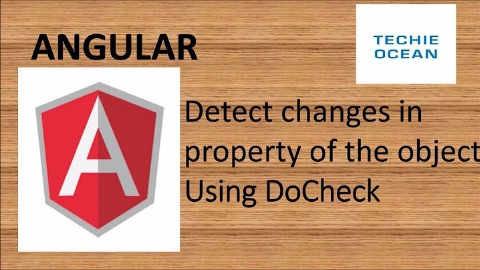 ANGULAR
TECHIE
OCEAN
A
Detect changes in
property of the object
Using DoCheck